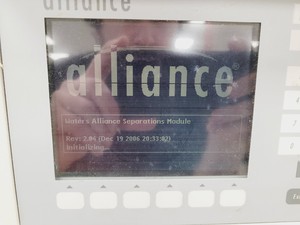 alliance
alliance®
Waters Alliance Separations Module
Rev: 2.04 (Dec 19 2006 20:33:02)
Initializing...